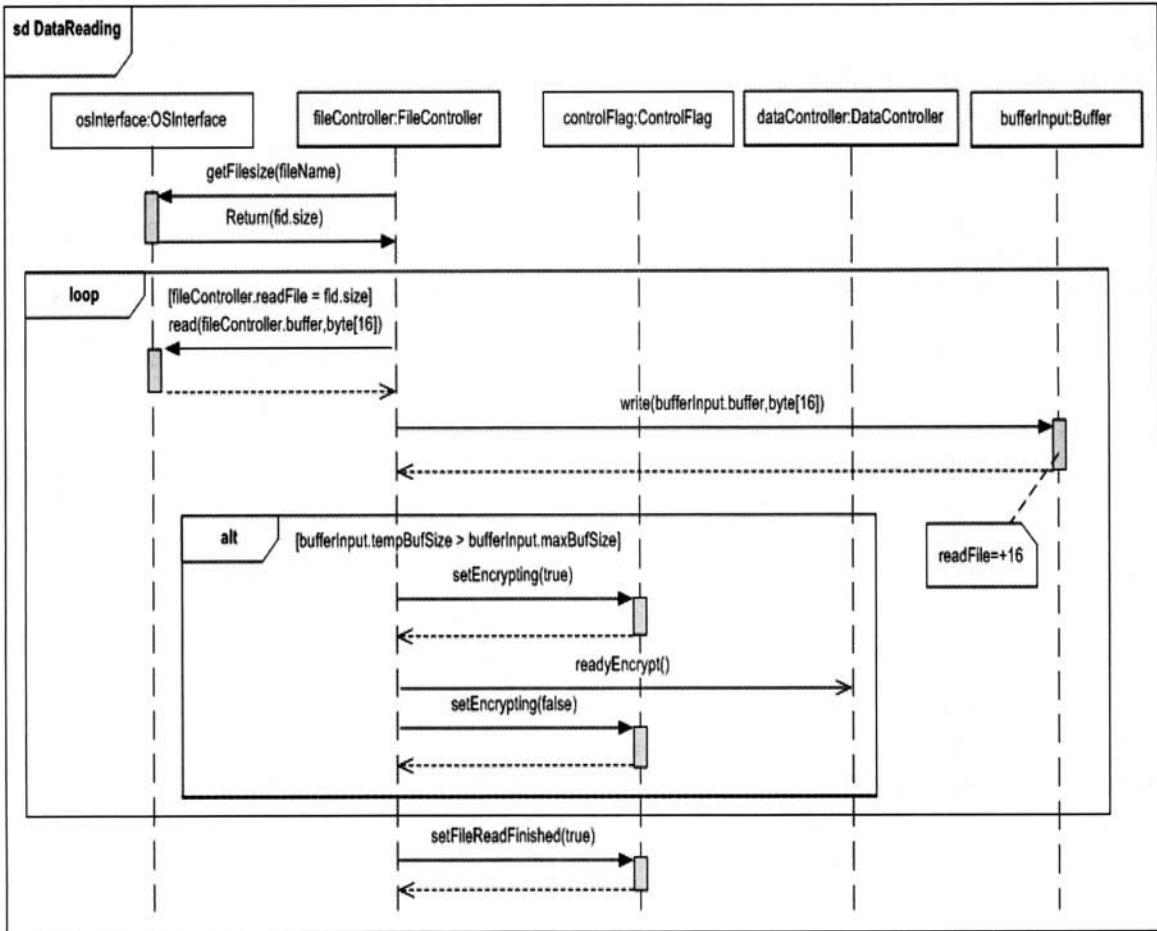 sd DataReading
osInterface:OSInterface
fileController:FileController
controlFlag:ControlFlag
dataController:DataController
bufferInput:Buffer
getFilesize(fileName)
Return(fid.size)
loop
[fileController.readFile = fid.size]
read(fileController.buffer,byte[16])
write(bufferInput.buffer,byte[16])
alt
[bufferInput.tempBufSize > bufferInput.maxBufSize]
readFile=+16
setEncrypting(true)
readyEncrypt()
setEncrypting(false)
setFileReadFinished(true)